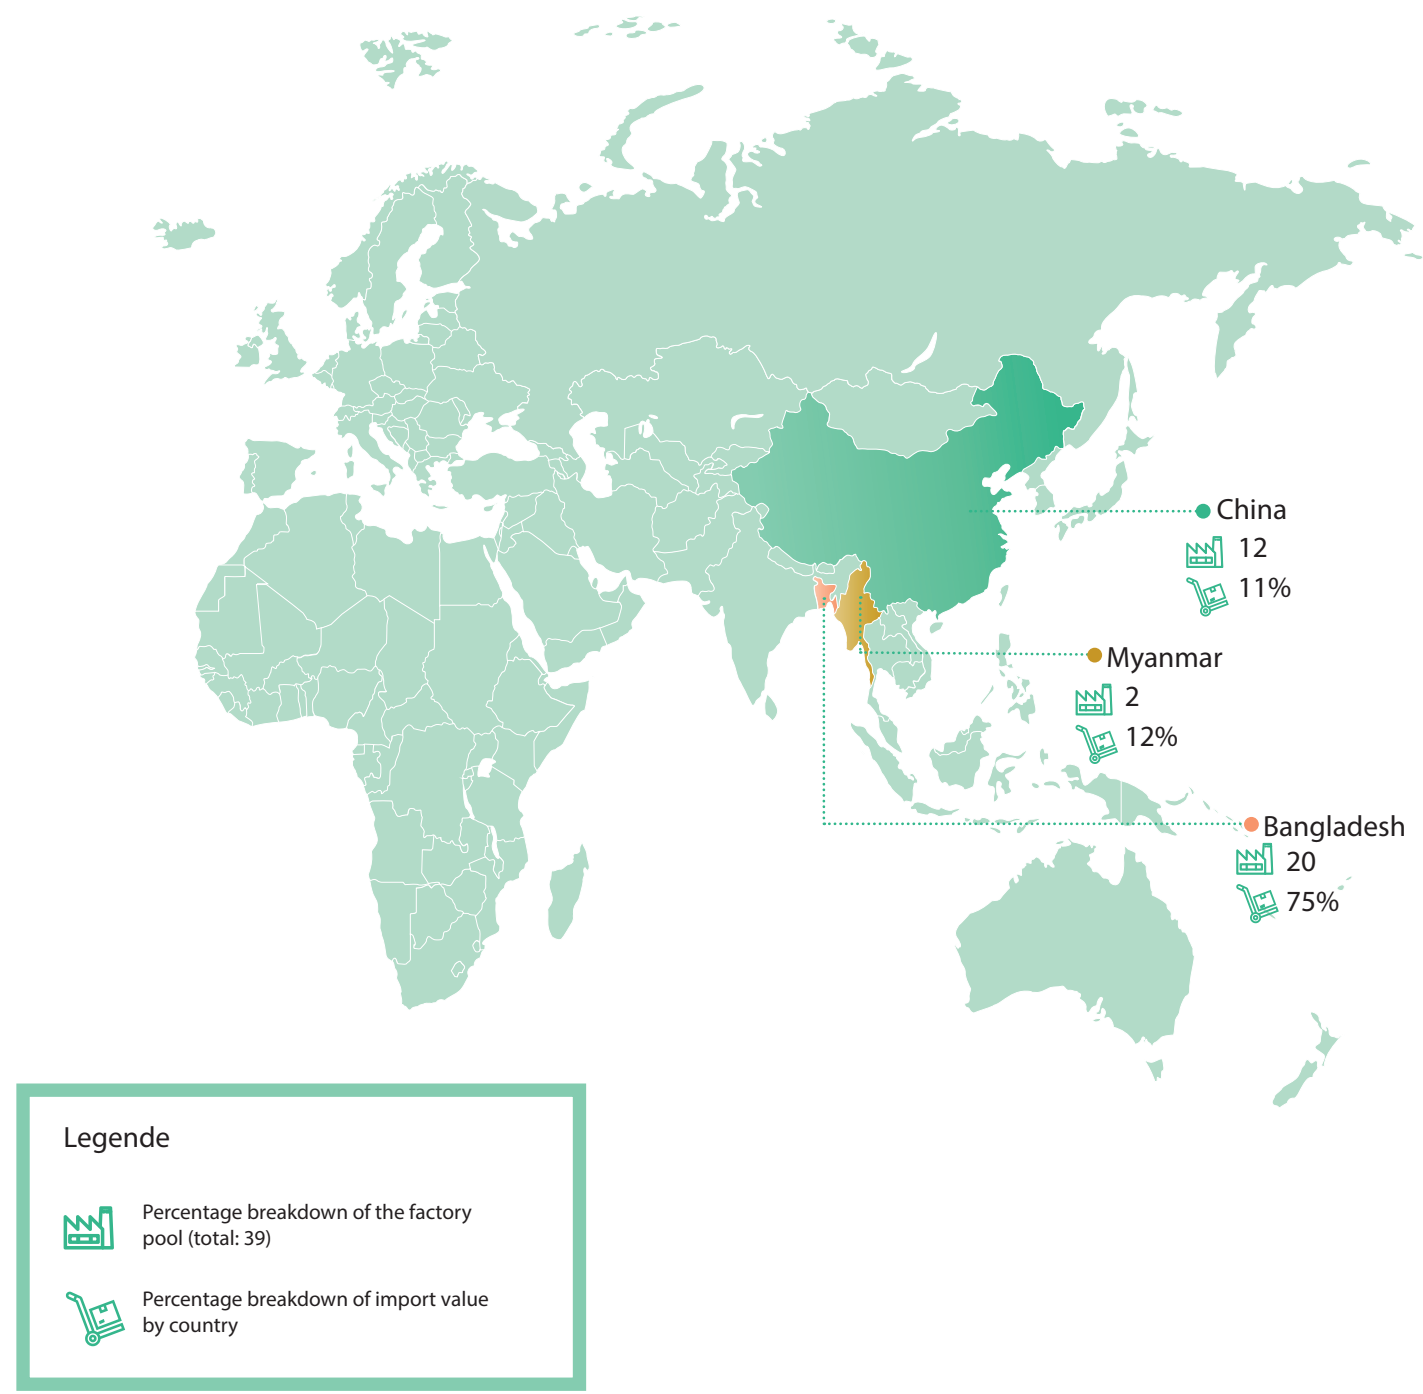 China
12
11%
Myanmar
2
12%
Bangladesh
20
75%
Legende
Percentage breakdown of the factory
pool (total: 39)
Percentage breakdown of import value
by country